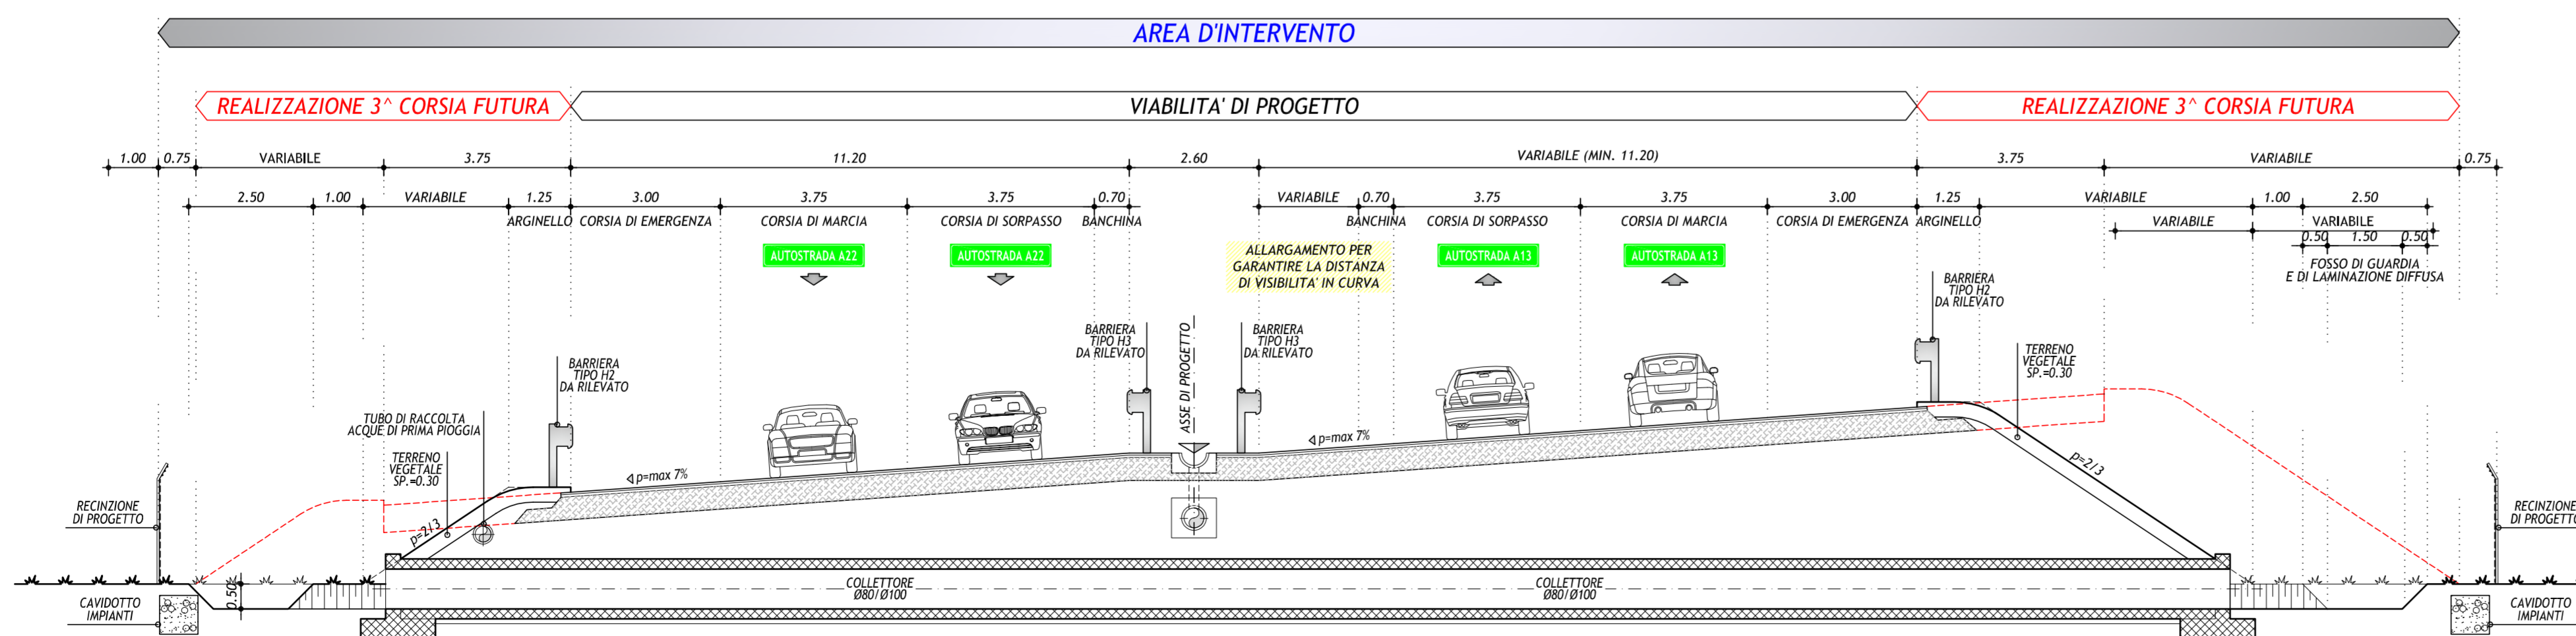 AREA D'INTERVENTO
REALIZZAZIONE 3^ CORSIA FUTURA
VIABILITA' DI PROGETTO
REALIZZAZIONE 3^ CORSIA FUTURA
1.00 0.75 VARIABILE 3.75 11.20 2.60 VARIABILE (MIN. 11.20) 3.75 VARIABILE 0.75
2.50 1.00 VARIABILE 1.25 3.00 3.75 3.75 0.70 VARIABILE 0.70 3.75 3.75 3.00 1.25 VARIABILE 1.00 2.50
ARGINELLO CORSIA DI EMERGENZA CORSIA DI MARCIA CORSIA DI SORPASSO BANCHINA BANCHINA CORSIA DI SORPASSO CORSIA DI MARCIA CORSIA DI EMERGENZA ARGINELLO VARIABILE VARIABILE
0.50 1.50 0.50
FOSSO DI GUARDIA
E DI LAMINAZIONE DIFFUSA
AUTOSTRADA A22
AUTOSTRADA A22
ALLARGAMENTO PER
GARANTIRE LA DISTANZA
DI VISIBILITA' IN CURVA
AUTOSTRADA A13
AUTOSTRADA A13
BARRIERA
TIPO H2
DA RILEVATO
BARRIERA
TIPO H3
DA RILEVATO
ASSE DI PROGETTO
BARRIERA
TIPO H3
DA RILEVATO
BARRIERA
TIPO H2
DA RILEVATO
TERRENO
VEGETALE
SP.=0.30
TUBO DI RACCOLTA
ACQUE DI PRIMA PIOGGIA
TERRENO
VEGETALE
SP.=0.30
p=max 7%
p=max 7%
p=2/3
p=2/3
RECINZIONE
DI PROGETTO
RECINZIONE
DI PROGETTO
0.50
COLLETTORE
Ø80/Ø100
COLLETTORE
Ø80/Ø100
CAVIDOTTO
IMPIANTI
CAVIDOTTO
IMPIANTI